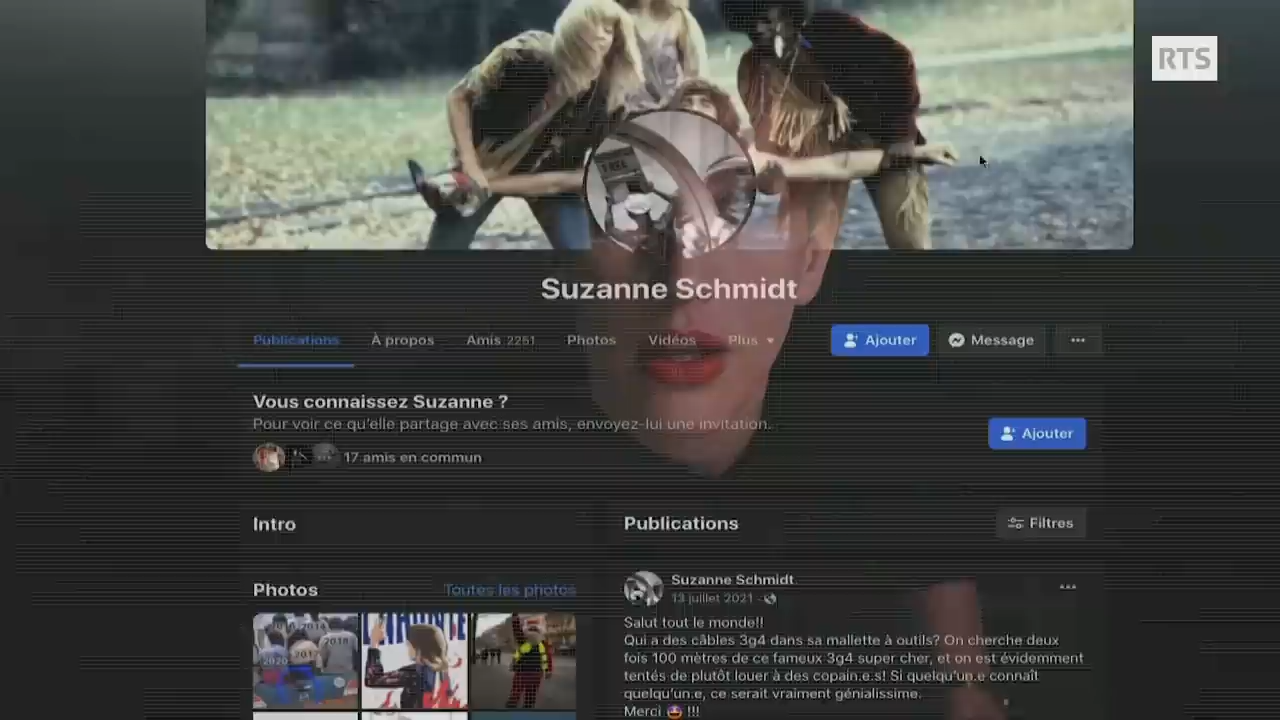 RTS
Suzanne Schmidt
Publications À propos Amis 2251 Photos Vidéos Plus
Ajouter Message
Vous connaissez Suzanne ?
Pour voir ce qu'elle partage avec ses amis, envoyez-lui une invitation.
Ajouter
17 amis en commun
Intro
Publications
Filtres
Photos
Toutes les photos
2014
2018
2017
2020
Suzanne Schmidt
13 juillet 2021
Salut tout le monde!!
Qui a des câbles 3g4 dans sa mallette à outils? On cherche deux
fois 100 mètres de ce fameux 3g4 super cher, et on est évidemment
tentés de plutôt louer à des copain.e.s! Si quelqu'un.e connaît
quelqu'un.e, ce serait vraiment génialissime.
Merci 🤩 !!!